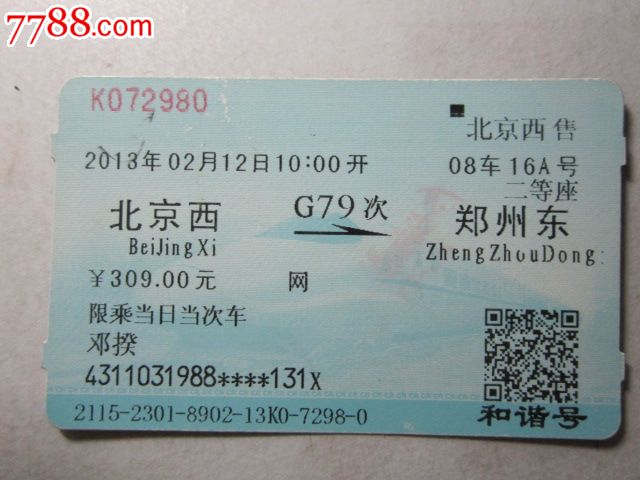 7788.com
K072980
北京西 售
2013年02月12日10:00开
08车16A号
二等座
北京西
G79次
郑州东
BeiJingXi
ZhengZhouDong
￥309.00元
网
限乘当日当次车
邓揆
4311031988****131X
2115-2301-8902-13K0-7298-0
和谐号